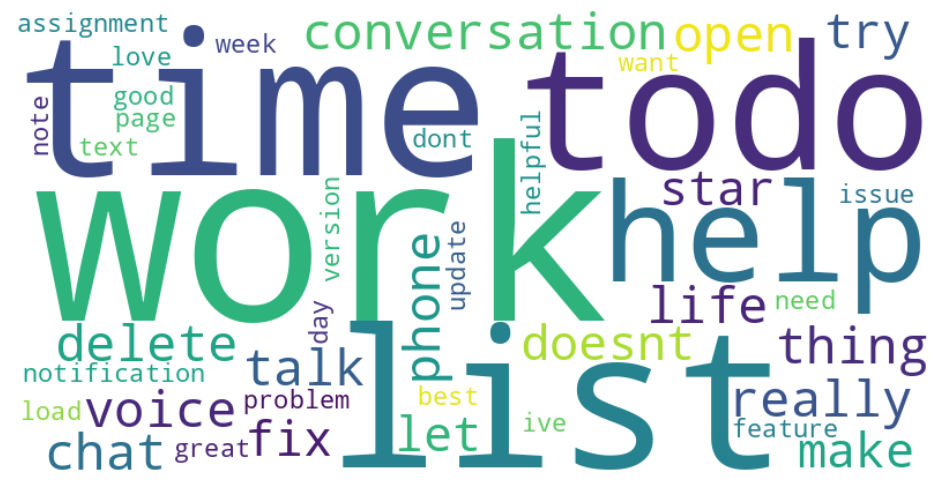 assignment
time
love
week
conversation
open
try
want
todo
note
good
page
text
dont
helpful
work
star
help
issue
version
phone
update
day
life
need
delete
talk
list
doesnt
thing
notification
load
voice
problem
best
really
chat
great
fix
let
ive
feature
make